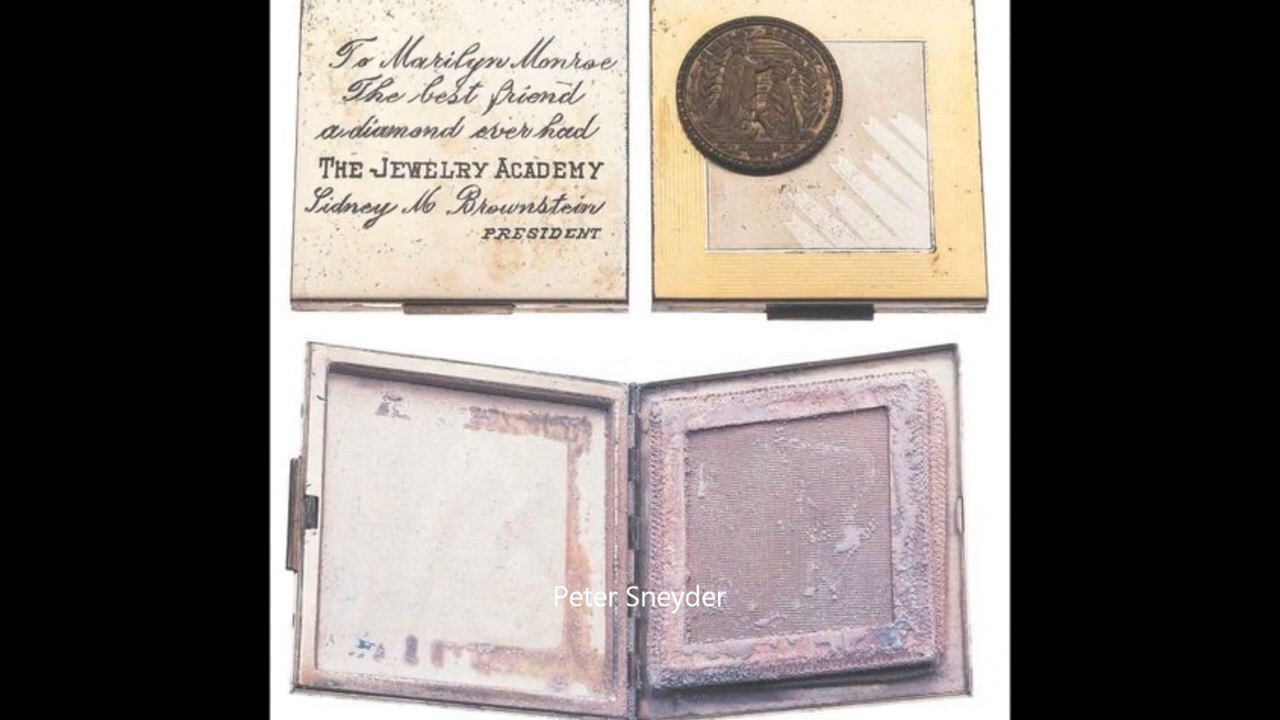 To Marilyn Monroe
The best friend
a diamond ever had
THE JEWELRY ACADEMY
Sidney M Brownstein
PRESIDENT
Peter Sneyder